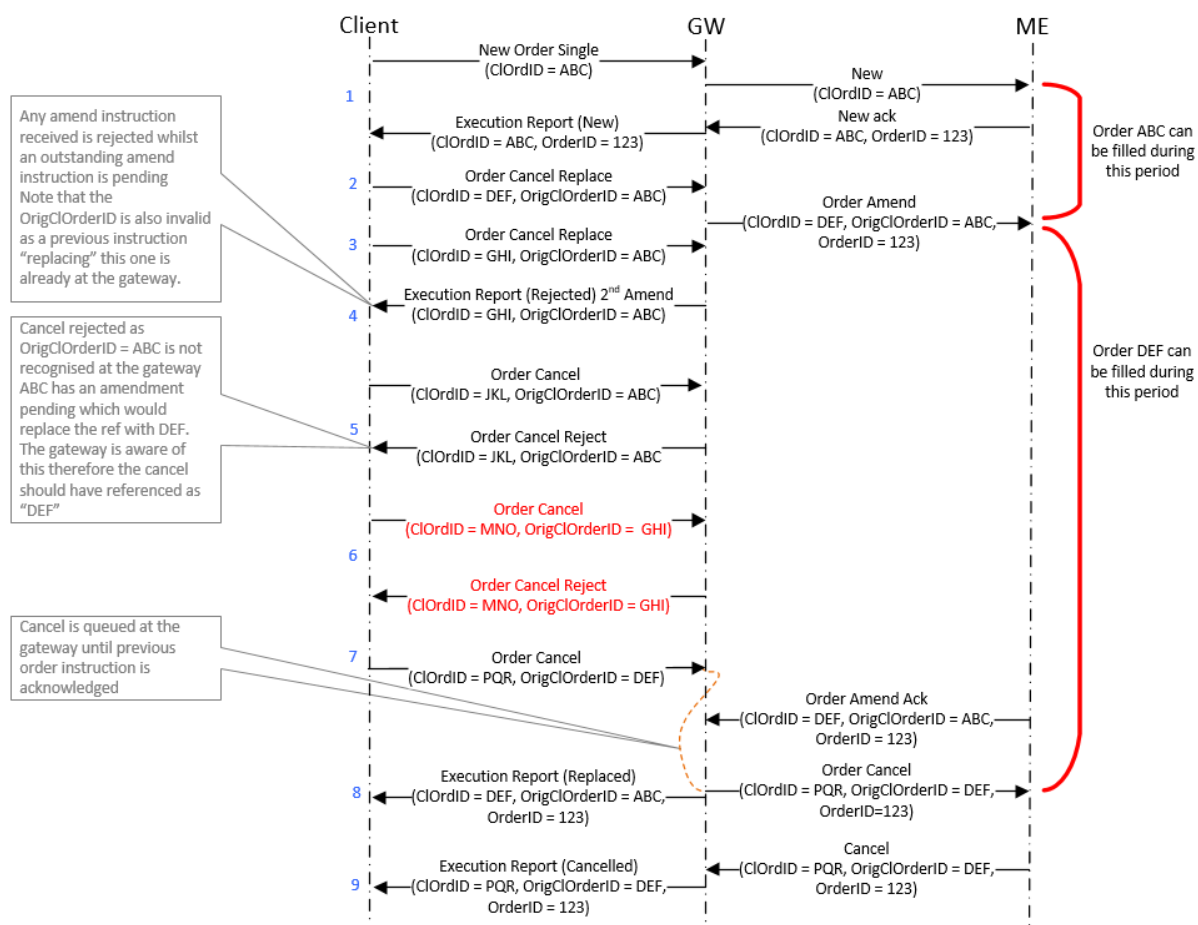 Client
GW
ME
New Order Single
(ClOrdID = ABC)
1
New
(ClOrdID = ABC)
New ack
(ClOrdID = ABC, OrderID = 123)
Execution Report (New)
(ClOrdID = ABC, OrderID = 123)
Order ABC can
be filled during
this period
Any amend instruction
received is rejected whilst
an outstanding amend
instruction is pending
Note that the
OrigClOrderID is also invalid
as a previous instruction
“replacing” this one is
already at the gateway.
2
Order Cancel Replace
(ClOrdID = DEF, OrigClOrderID = ABC)
Order Amend
(ClOrdID = DEF, OrigClOrderID = ABC,
OrderID = 123)
3
Order Cancel Replace
(ClOrdID = GHI, OrigClOrderID = ABC)
Execution Report (Rejected) 2nd Amend
(ClOrdID = GHI, OrigClOrderID = ABC)
4
Cancel rejected as
OrigClOrderID = ABC is not
recognised at the gateway
ABC has an amendment
pending which would
replace the ref with DEF.
The gateway is aware of
this therefore the cancel
should have referenced as
“DEF”
Order DEF can
be filled during
this period
Order Cancel
(ClOrdID = JKL, OrigClOrderID = ABC)
5
Order Cancel Reject
(ClOrdID = JKL, OrigClOrderID = ABC
Order Cancel
(ClOrdID = MNO, OrigClOrderID =  GHI)
6
Order Cancel Reject
(ClOrdID = MNO, OrigClOrderID = GHI)
Cancel is queued at the
gateway until previous
order instruction is
acknowledged
7
Order Cancel
(ClOrdID = PQR, OrigClOrderID = DEF)
Order Amend Ack
(ClOrdID = DEF, OrigClOrderID = ABC,
OrderID = 123)
8
Execution Report (Replaced)
(ClOrdID = DEF, OrigClOrderID = ABC,
OrderID = 123)
Order Cancel
(ClOrdID = PQR, OrigClOrderID = DEF,
OrderID=123)
Cancel
(ClOrdID = PQR, OrigClOrderID = DEF,
OrderID = 123)
9
Execution Report (Cancelled)
(ClOrdID = PQR, OrigClOrderID = DEF,
OrderID = 123)